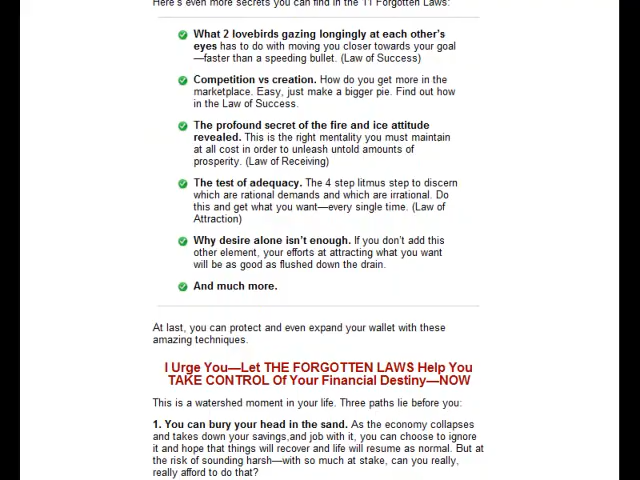 Here's even more secrets you can find in the 11 Forgotten Laws:
What 2 lovebirds gazing longingly at each other's
eyes has to do with moving you closer towards your goal
—faster than a speeding bullet. (Law of Success)
Competition vs creation. How do you get more in the
marketplace. Easy, just make a bigger pie. Find out how
in the Law of Success.
The profound secret of the fire and ice attitude
revealed. This is the right mentality you must maintain
at all cost in order to unleash untold amounts of
prosperity. (Law of Receiving)
The test of adequacy. The 4 step litmus step to discern
which are rational demands and which are irrational. Do
this and get what you want—every single time. (Law of
Attraction)
Why desire alone isn't enough. If you don't add this
other element, your efforts at attracting what you want
will be as good as flushed down the drain.
And much more.
At last, you can protect and even expand your wallet with these
amazing techniques.
I Urge You—Let THE FORGOTTEN LAWS Help You
TAKE CONTROL Of Your Financial Destiny—NOW
This is a watershed moment in your life. Three paths lie before you:
1. You can bury your head in the sand. As the economy collapses
and takes down your savings,and job with it, you can choose to ignore
it and hope that things will recover and life will resume as normal. But at
the risk of sounding harsh—with so much at stake, can you really,
really afford to do that?